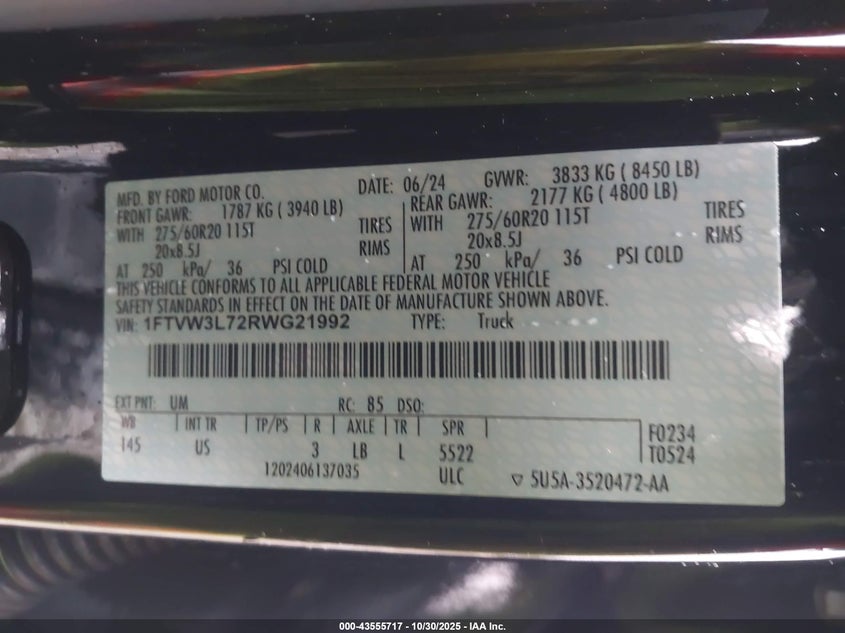 MFD. BY FORD MOTOR CO.
DATE: 06/24 GVWR: 3833 KG ( 8450 LB)
FRONT GAWR: 1787 KG ( 3940 LB)
WITH 275/60R20 115T TIRES
20x8.5J RIMS
AT 250 kPa/ 36 PSI COLD
REAR GAWR: 2177 KG ( 4800 LB)
WITH 275/60R20 115T TIRES
20x8.5J RIMS
AT 250 kPa/ 36 PSI COLD
THIS VEHICLE CONFORMS TO ALL APPLICABLE FEDERAL MOTOR VEHICLE
SAFETY STANDARDS IN EFFECT ON THE DATE OF MANUFACTURE SHOWN ABOVE.
VIN: 1FTVW3L72RWG21992 TYPE: Truck
EXT PNT: UM RC: 85 DSO:
WB INT TR TP/PS R AXLE TR SPR
145 US 3 LB L 5522
F0234
T0524
1202406137035 ULC ▽ 5U5A-3520472-AA
000-43555717 - 10/30/2025 - IAA Inc.